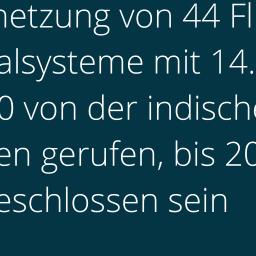 netzung von 44 Fl
alsysteme mit 14.
0 von der indische
en gerufen, bis 20
eschlossen sein